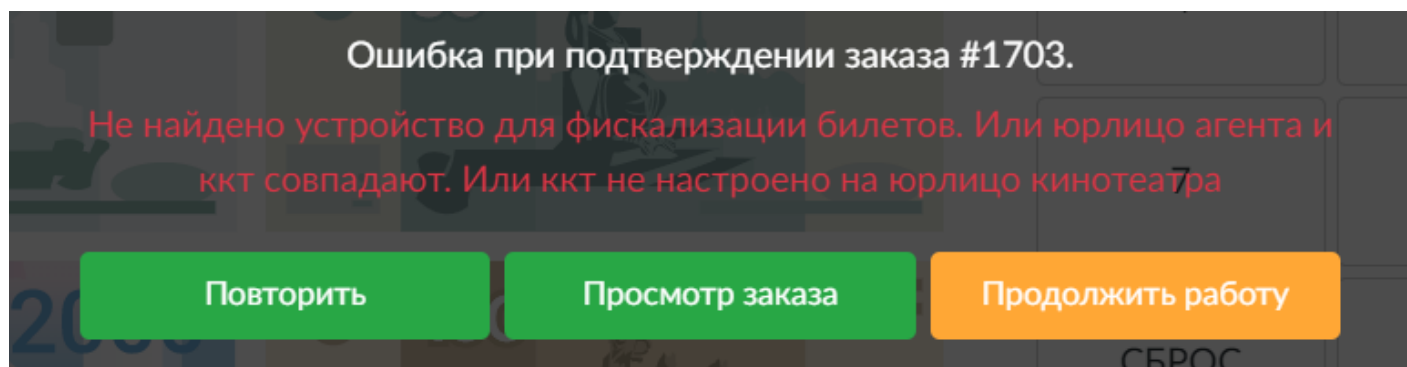 Ошибка при подтверждении заказа #1703.
Не найдено устройство для фискализации билетов. Или юрлицо агента и
ккт совпадают. Или ккт не настроено на юрлицо кинотеатра
7
Повторить
Просмотр заказа
Продолжить работу
СБРОС